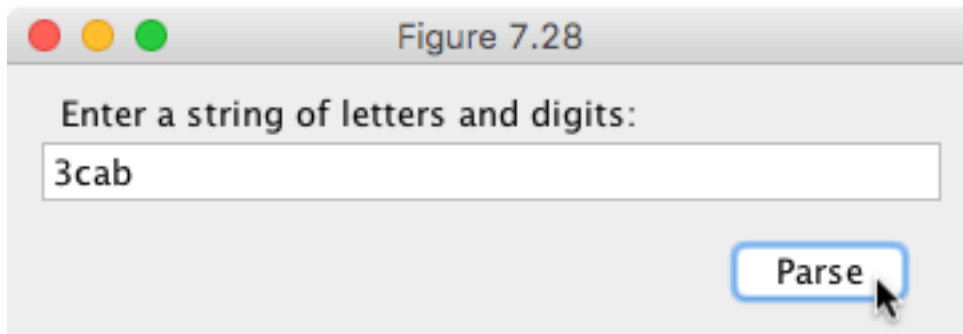 Figure 7.28
Enter a string of letters and digits:
3cab
Parse